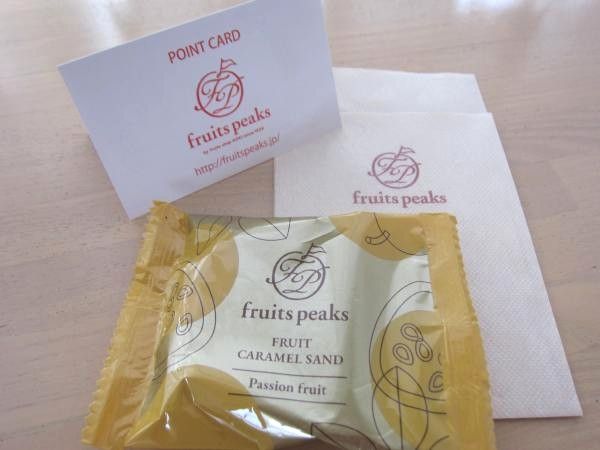 POINT CARD
FP
fruits peaks
http://fruitspeaks.jp/
FP
fruits peaks
FP
fruits peaks
FRUIT
CARAMEL SAND
Passion fruit